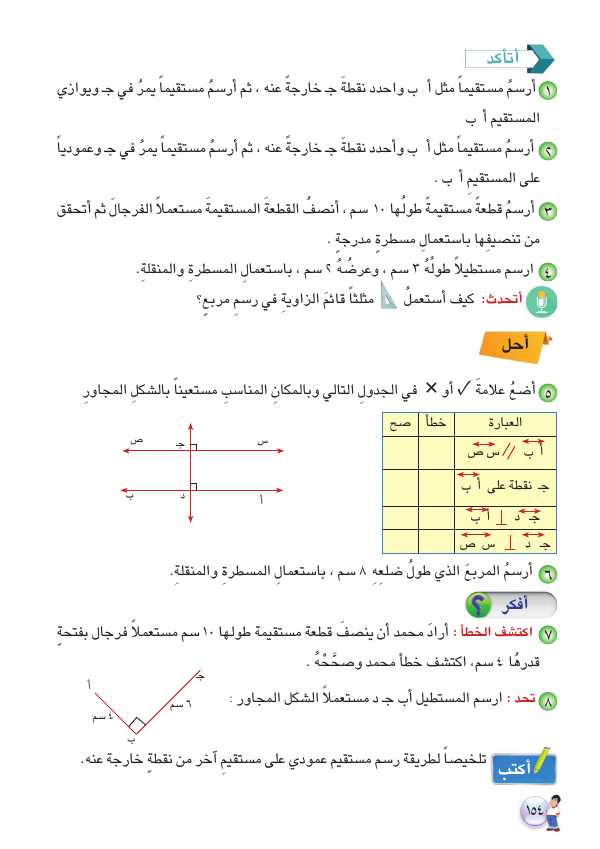 أتأكد
١ أرسمُ مستقيماً مثل أ ب واحدد نقطةَ جـ خارجةً عنه ، ثم أرسمُ مستقيماً يمرُ في جـ ويوازي
المستقيم أ ب
٢ أرسمُ مستقيماً مثل أ ب وأحدد نقطةَ جـ خارجةً عنه ، ثم أرسمُ مستقيماً يمرُ في جـ وعمودياً
على المستقيمِ أ ب .
٣ أرسمُ قطعةً مستقيمةً طولُها ١٠ سم ، أنصفُ القطعةَ المستقيمةَ مستعملاً الفرجالَ ثم أتحقق
من تنصيفِها باستعمالِ مسطرةٍ مدرجةٍ .
٤ ارسم مستطيلاً طولُهُ ٣ سم ، وعرضُهُ ٢ سم ، باستعمالِ المسطرةِ والمنقلةِ.
أتحدث: كيف أستعملُ مثلثاً قائمَ الزاويةِ في رسمِ مربعٍ؟
أحل
٥ أضعُ علامةَ ✓ أو × في الجدولِ التالي وبالمكانِ المناسبِ مستعيناً بالشكلِ المجاورِ
العبارة خطأ صح
أ ب // س ص
جـ نقطة على أ ب
جـ د ⊥ أ ب
جـ د ⊥ س ص
س جـ ص
أ د ب
٦ أرسمُ المربعَ الذي طولُ ضلعِهِ ٨ سم ، باستعمالِ المسطرةِ والمنقلةِ.
أفكر ؟
٧ اكتشف الخطأ : أرادَ محمد أن ينصفَ قطعة مستقيمة طولها ١٠ سم مستعملاً فرجال بفتحةٍ
قدرهُا ٤ سم، اكتشف خطأ محمد وصحَّحْهُ .
٨ تحد : ارسم المستطيل أب جـ د مستعملاً الشكل المجاور :
جـ
أ
٦ سم
٤ سم
ب
أكتب تلخيصاً لطريقة رسم مستقيم عمودي على مستقيمِ آخر من نقطةٍ خارجة عنه.
١٥٤